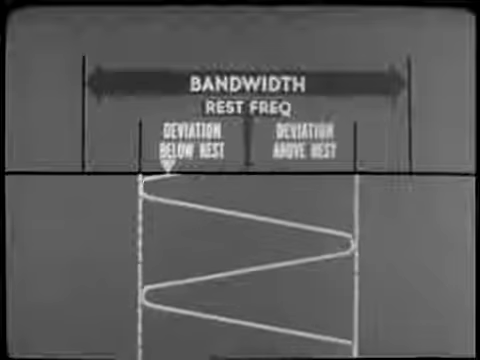 BANDWIDTH
REST FREQ
DEVIATION
BELOW REST
DEVIATION
ABOVE REST